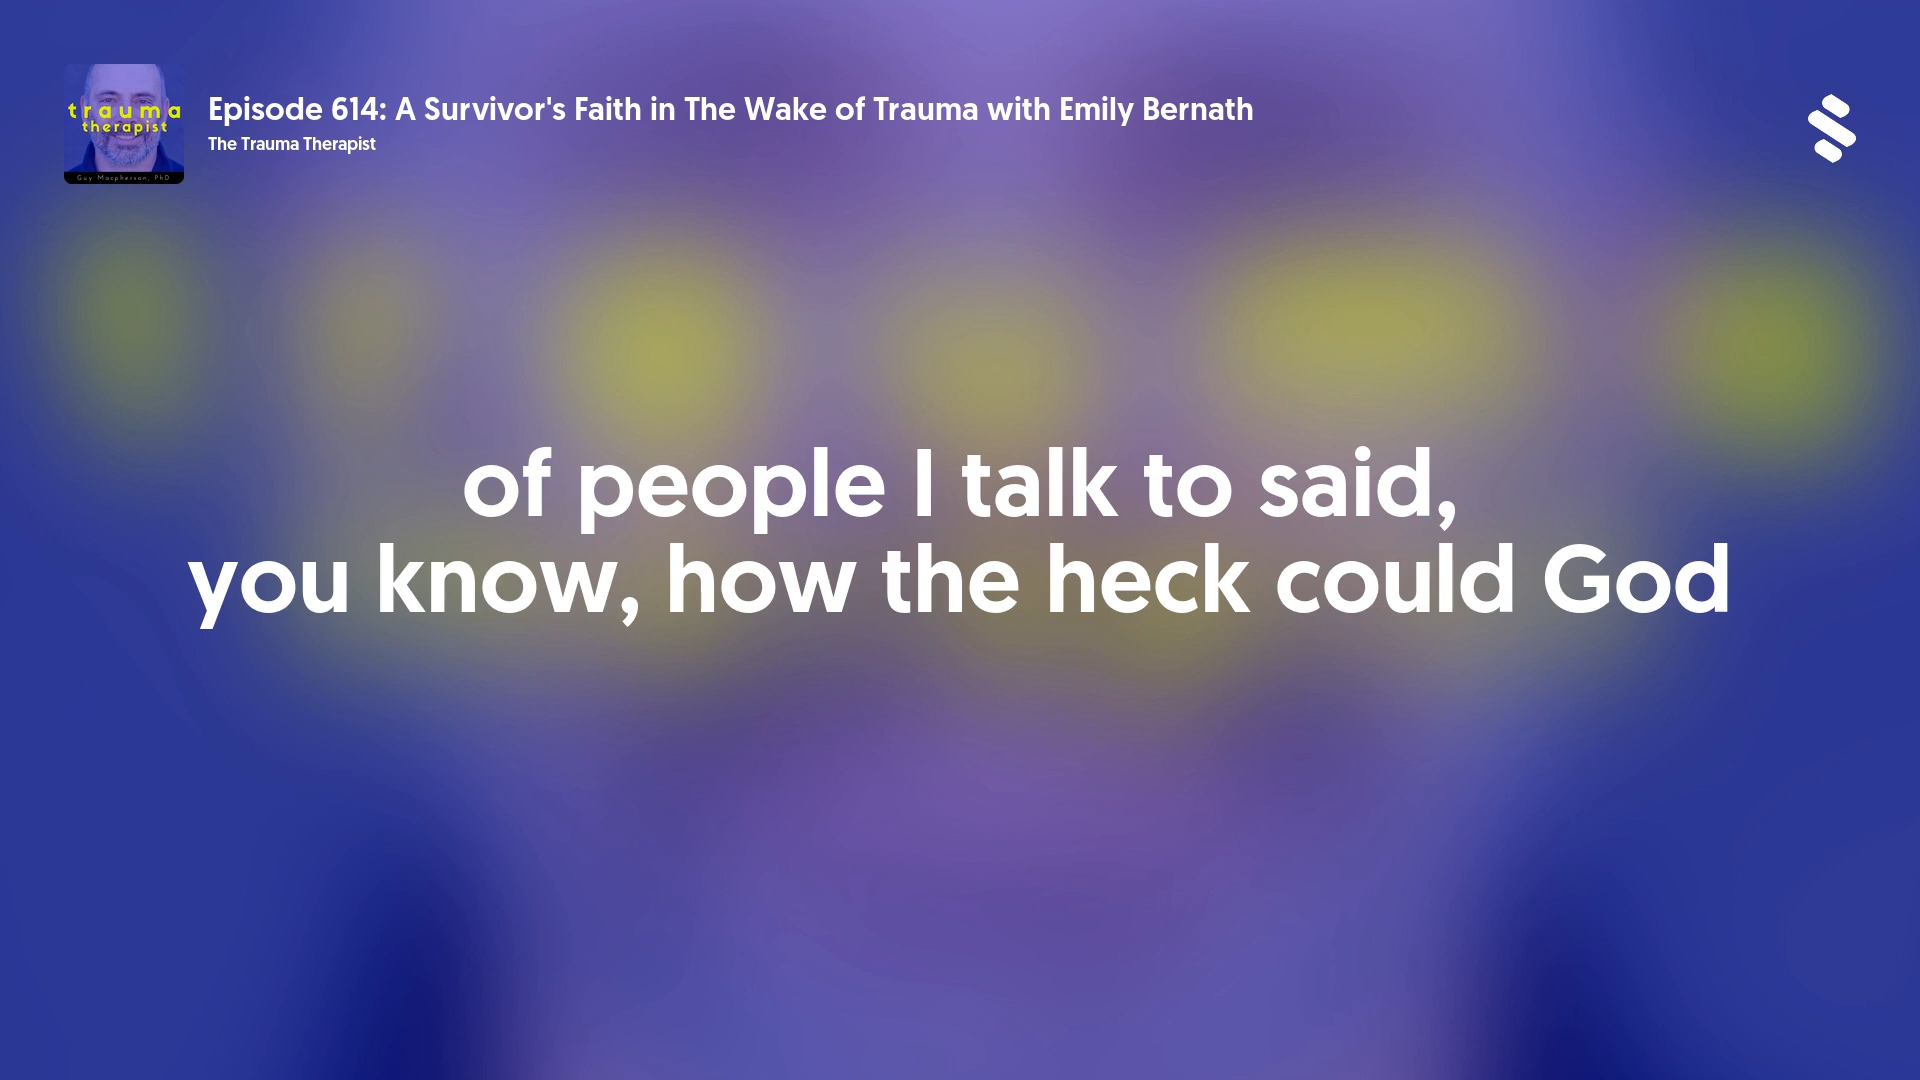 Episode 614: A Survivor's Faith in The Wake of Trauma with Emily Bernath
The Trauma Therapist
trauma
therapist
Guy Macpherson, PhD
of people I talk to said,
you know, how the heck could God